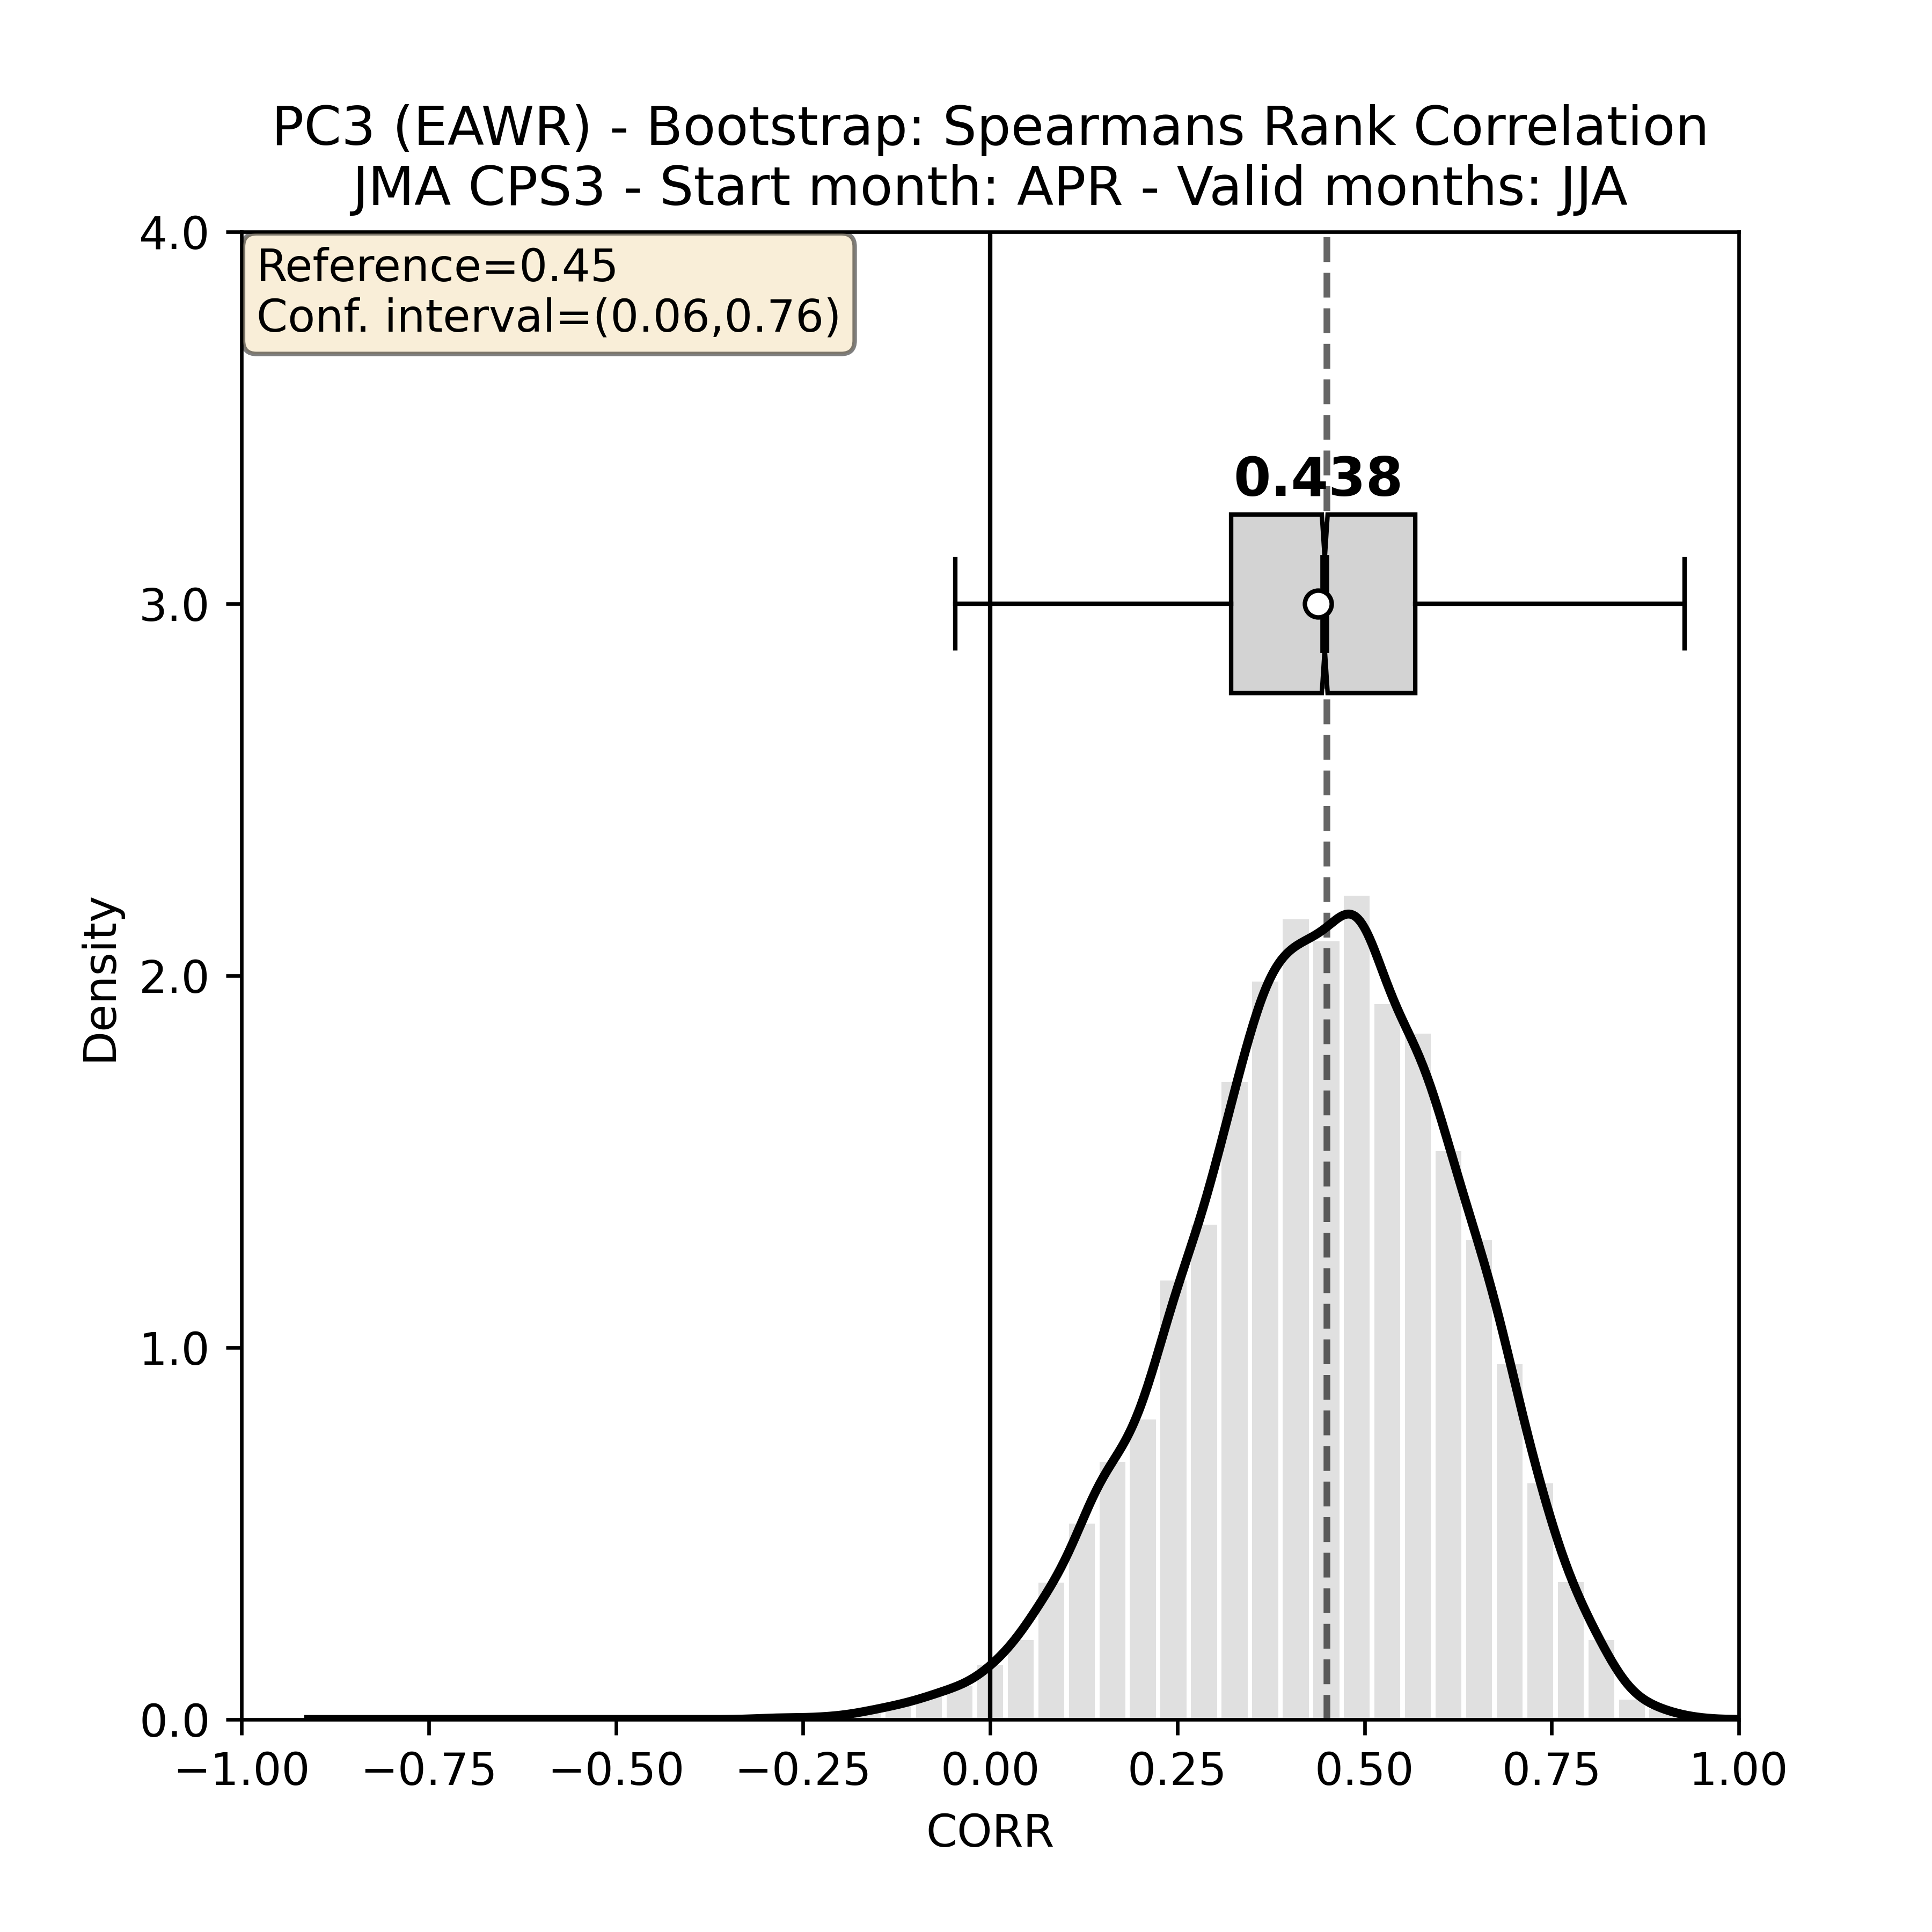 PC3 (EAWR) - Bootstrap: Spearmans Rank Correlation
JMA CPS3 - Start month: APR - Valid months: JJA
4.0
Reference=0.45
Conf. interval=(0.06,0.76)
0.438
3.0
2.0
1.0
0.0
Density
−1.00 −0.75 −0.50 −0.25 0.00 0.25 0.50 0.75 1.00
CORR